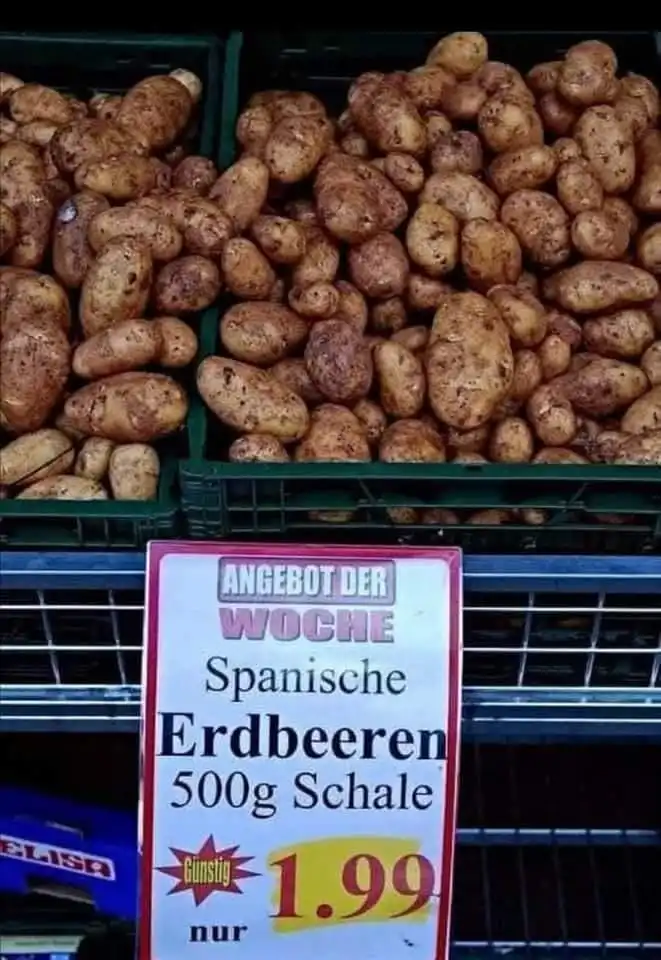 ANGEBOT DER
WOCHE
Spanische
Erdbeeren
500g Schale
Günstig
1.99
nur
ELISA